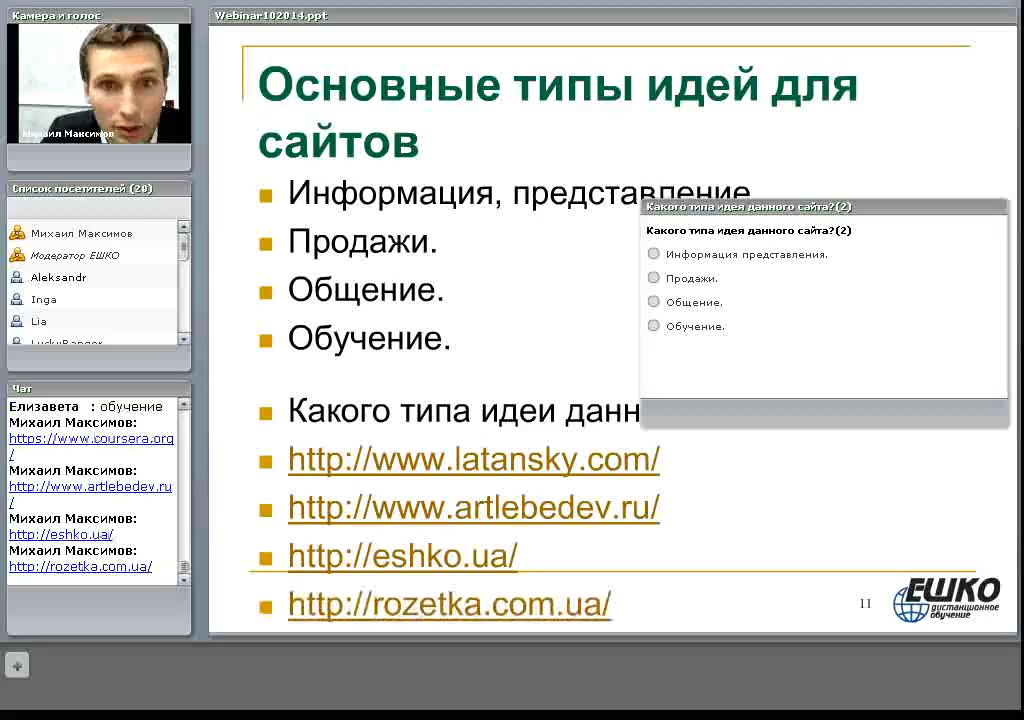 Камера и голос
Михаил Максимов
Список посетителей (20)
Михаил Максимов
Модератор ЕШКО
Aleksandr
Inga
Lia
LuckyRanger
Чат
Елизавета : обучение
Михаил Максимов:
https://www.coursera.org
/
Михаил Максимов:
http://www.artlebedev.ru
/
Михаил Максимов:
http://eshko.ua/
Михаил Максимов:
http://rozetka.com.ua/
Webinar102014.ppt
Основные типы идей для
сайтов
Информация, представление
Продажи.
Общение.
Обучение.
Какого типа идеи данн
http://www.latansky.com/
http://www.artlebedev.ru/
http://eshko.ua/
http://rozetka.com.ua/
Какого типа идея данного сайта?(2)
Какого типа идея данного сайта?(2)
Информация представления.
Продажи.
Общение.
Обучение.
11
ЕШКО
дистанционное
обучение